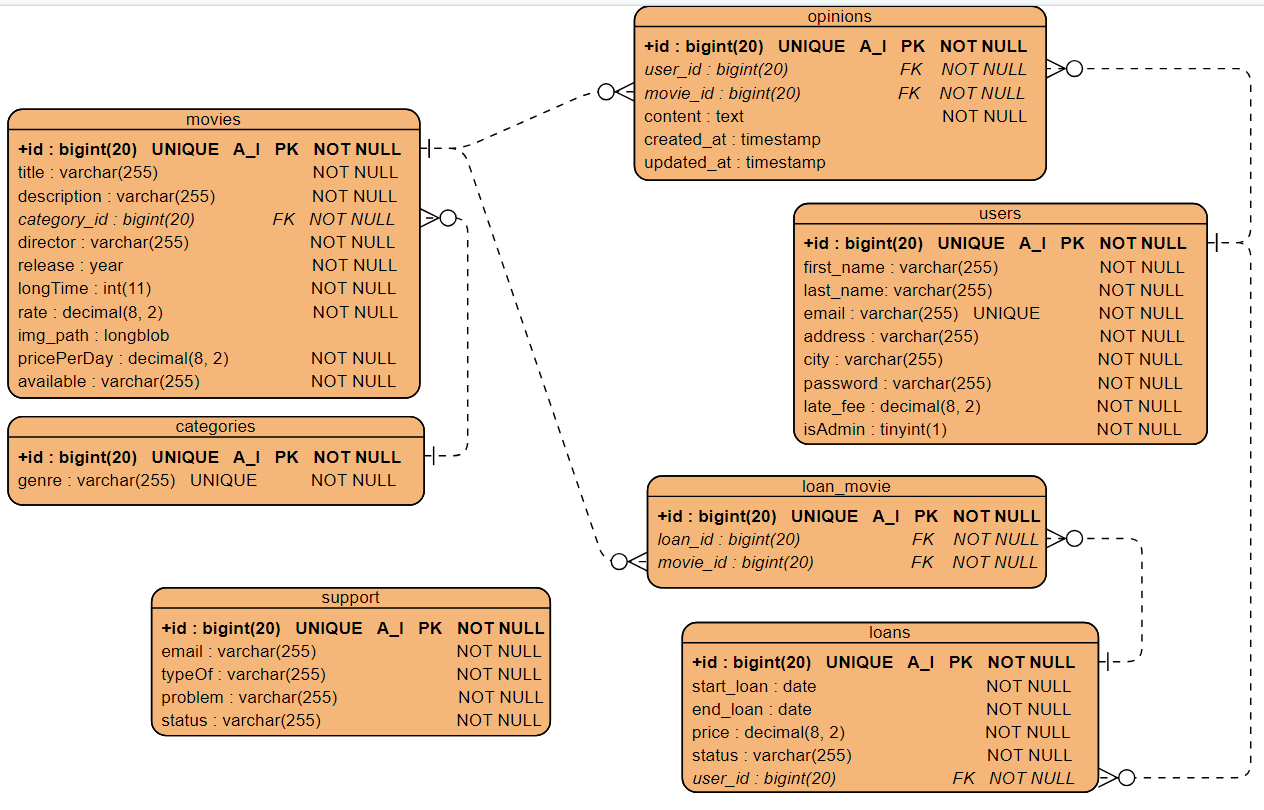 opinions
+id : bigint(20) UNIQUE A_I PK NOT NULL
user_id : bigint(20) FK NOT NULL
movie_id : bigint(20) FK NOT NULL
content : text NOT NULL
created_at : timestamp
updated_at : timestamp
movies
+id : bigint(20) UNIQUE A_I PK NOT NULL
title : varchar(255) NOT NULL
description : varchar(255) NOT NULL
category_id : bigint(20) FK NOT NULL
director : varchar(255) NOT NULL
release : year NOT NULL
longTime : int(11) NOT NULL
rate : decimal(8, 2) NOT NULL
img_path : longblob
pricePerDay : decimal(8, 2) NOT NULL
available : varchar(255) NOT NULL
users
+id : bigint(20) UNIQUE A_I PK NOT NULL
first_name : varchar(255) NOT NULL
last_name: varchar(255) NOT NULL
email : varchar(255) UNIQUE NOT NULL
address : varchar(255) NOT NULL
city : varchar(255) NOT NULL
password : varchar(255) NOT NULL
late_fee : decimal(8, 2) NOT NULL
isAdmin : tinyint(1) NOT NULL
categories
+id : bigint(20) UNIQUE A_I PK NOT NULL
genre : varchar(255) UNIQUE NOT NULL
loan_movie
+id : bigint(20) UNIQUE A_I PK NOT NULL
loan_id : bigint(20) FK NOT NULL
movie_id : bigint(20) FK NOT NULL
support
+id : bigint(20) UNIQUE A_I PK NOT NULL
email : varchar(255) NOT NULL
typeOf : varchar(255) NOT NULL
problem : varchar(255) NOT NULL
status : varchar(255) NOT NULL
loans
+id : bigint(20) UNIQUE A_I PK NOT NULL
start_loan : date NOT NULL
end_loan : date NOT NULL
price : decimal(8, 2) NOT NULL
status : varchar(255) NOT NULL
user_id : bigint(20) FK NOT NULL